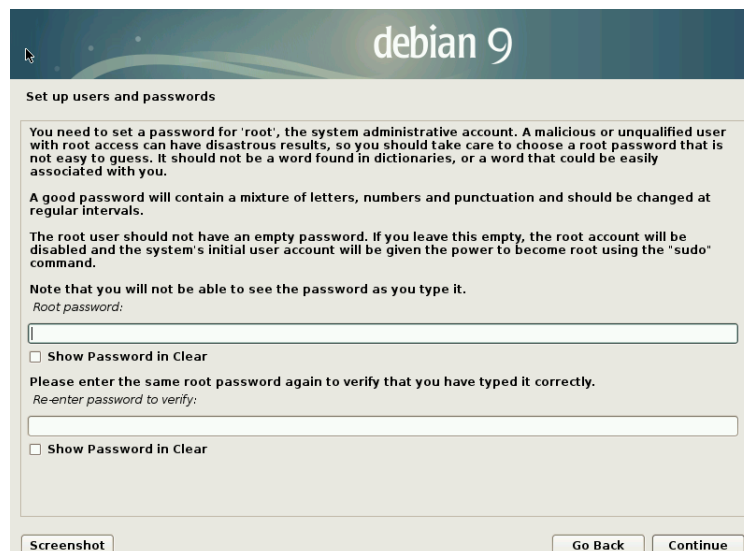 debian 9
Set up users and passwords
You need to set a password for 'root', the system administrative account. A malicious or unqualified user
with root access can have disastrous results, so you should take care to choose a root password that is
not easy to guess. It should not be a word found in dictionaries, or a word that could be easily
associated with you.
A good password will contain a mixture of letters, numbers and punctuation and should be changed at
regular intervals.
The root user should not have an empty password. If you leave this empty, the root account will be
disabled and the system's initial user account will be given the power to become root using the "sudo"
command.
Note that you will not be able to see the password as you type it.
Root password:
Show Password in Clear
Please enter the same root password again to verify that you have typed it correctly.
Re-enter password to verify:
Show Password in Clear
Screenshot
Go Back
Continue